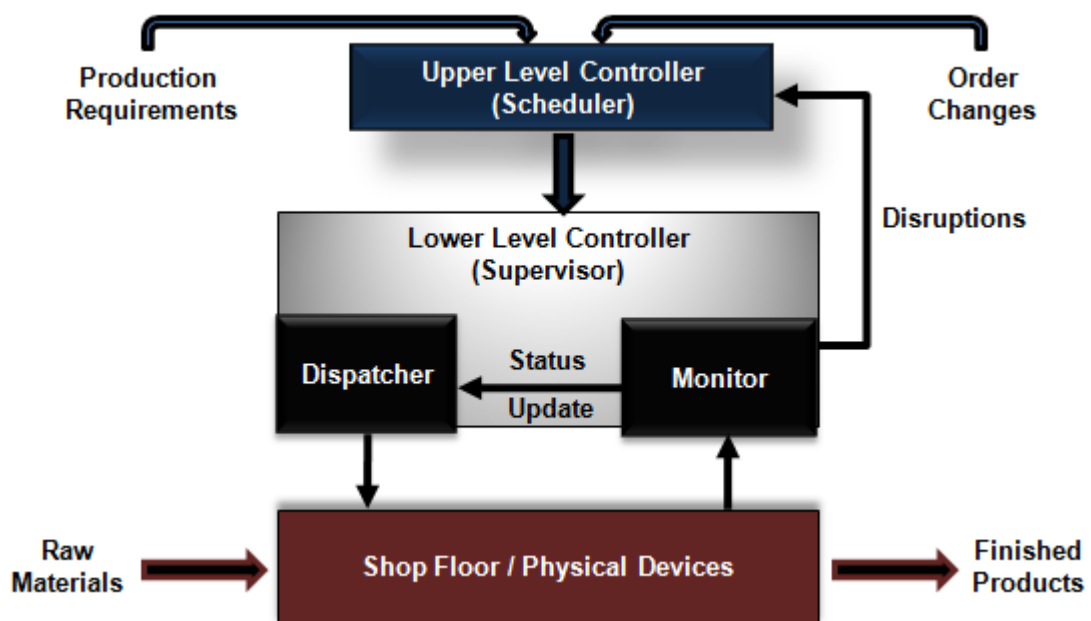 Production
Requirements
Upper Level Controller
(Scheduler)
Order
Changes
Disruptions
Lower Level Controller
(Supervisor)
Dispatcher
Status
Update
Monitor
Raw
Materials
Shop Floor / Physical Devices
Finished
Products